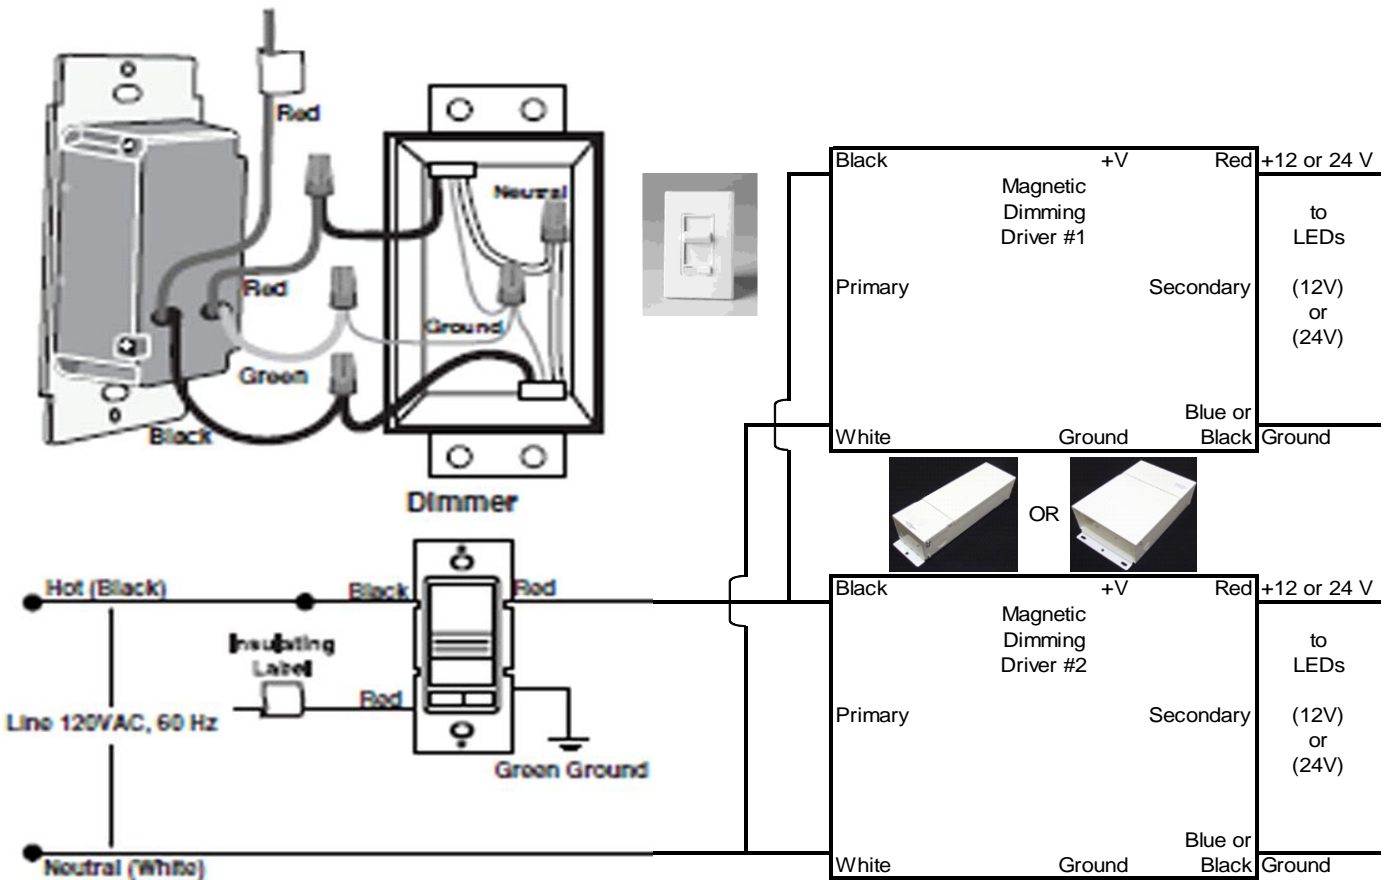 Red
Neutral
Red
Ground
Green
Black
Dimmer
Black +V Red +12 or 24 V
Magnetic
Dimming
Driver #1
to
LEDs
Primary Secondary (12V)
or
(24V)
Blue or
White Ground Black Ground
OR
Hot (Black) Black Red
Insulating
Label
Red
Line 120VAC, 60 Hz
Green Ground
Neutral (White)
Black +V Red +12 or 24 V
Magnetic
Dimming
Driver #2
to
LEDs
Primary Secondary (12V)
or
(24V)
Blue or
White Ground Black Ground